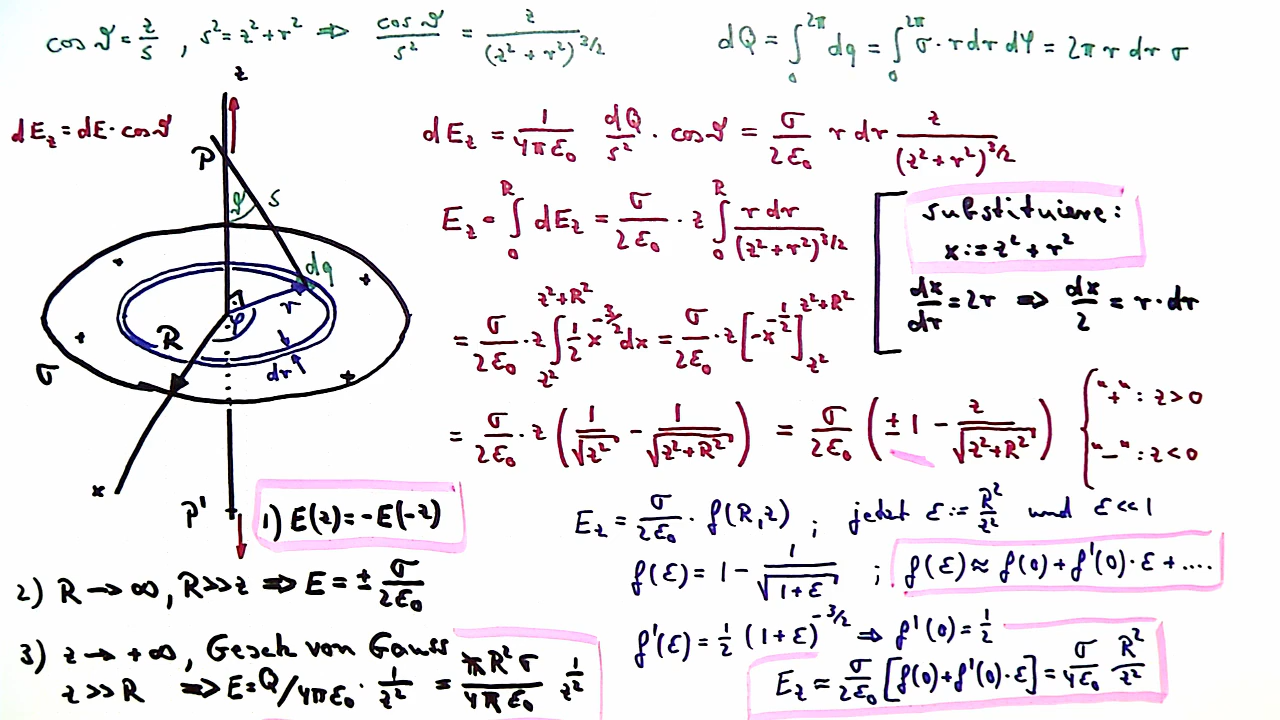 cos ϑ = z/s , s² = z² + r² ⇒ cos ϑ / s² = z / (z² + r²)^3/2
dQ = ∫₀^2π dq = ∫₀^2π σ · r dr dφ = 2π r dr σ
z
dE_z = dE · cos ϑ
P
ϑ
s
dq
r
φ
R
dr
σ
x
P'
+ + + +
dE_z = 1/(4πε₀) dQ/s² · cos ϑ = σ/(2ε₀) r dr z/(z² + r²)^3/2
E_z = ∫₀^R dE_z = σ/(2ε₀) · z ∫₀^R r dr/(z² + r²)^3/2
substituiere:
x := z² + r²
dx/dr = 2r ⇒ dx/2 = r · dr
= σ/(2ε₀) · z ∫_z²^(z²+R²) 1/2 x^(-3/2) dx = σ/(2ε₀) · z [-x^(-1/2)]_z²^(z²+R²)
= σ/(2ε₀) · z (1/√z² − 1/√(z²+R²)) = σ/(2ε₀) (± 1 − z/√(z²+R²))
"+" : z > 0
"−" : z < 0
1) E(z) = −E(−z)
2) R → ∞, R >> z ⇒ E = ± σ/(2ε₀)
3) z → +∞, Gesetz von Gauss
z >> R ⇒ E = Q/4πε₀ · 1/z² = πR²σ/(4πε₀) 1/z²
E_z = σ/(2ε₀) · f(R,z) ; jetzt ε := R²/z² und ε << 1
f(ε) = 1 − 1/√(1+ε) ; f(ε) ≈ f(0) + f'(0) · ε + ....
f'(ε) = 1/2 (1+ε)^(-3/2) ⇒ f'(0) = 1/2
E_z ≈ σ/(2ε₀) [f(0) + f'(0) · ε] = σ/(4ε₀) R²/z²